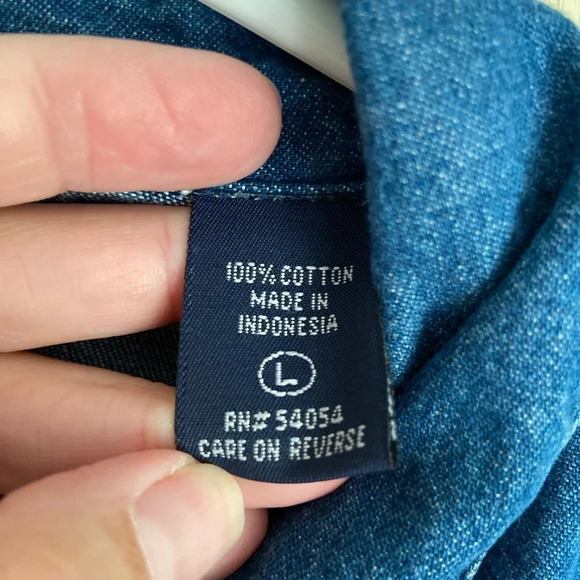 100% COTTON
MADE IN
INDONESIA
L
RN# 54054
CARE ON REVERSE